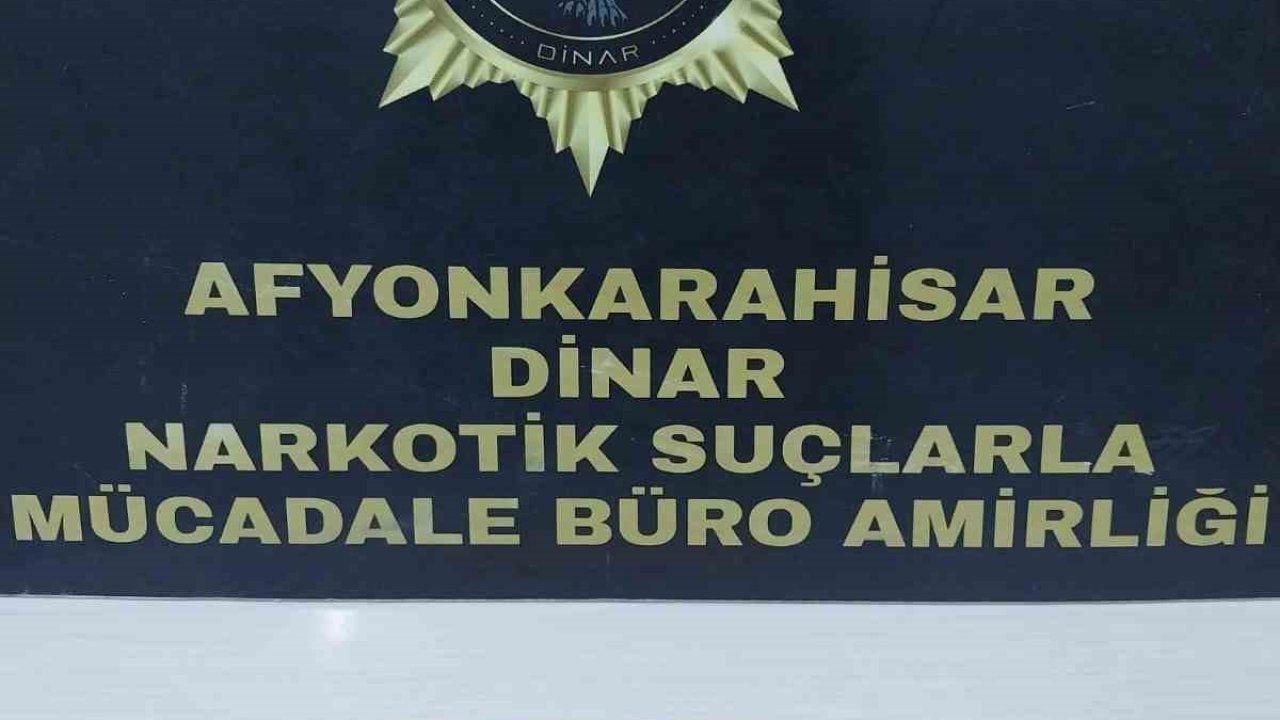 DİNAR
AFYONKARAHİSAR
DİNAR
NARKOTİK SUÇLARLA
MÜCADALE BÜRO AMİRLİĞİ